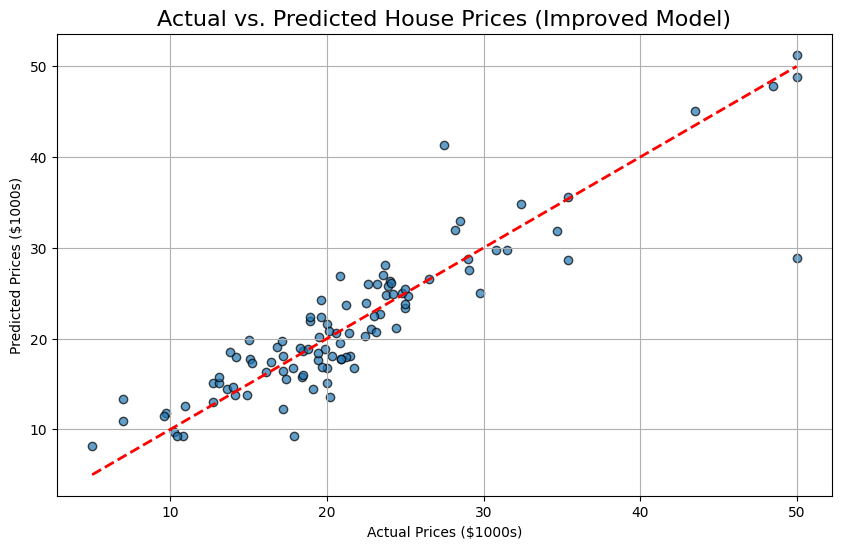 Actual vs. Predicted House Prices (Improved Model)
50
40
30
20
10
Predicted Prices ($1000s)
10 20 30 40 50
Actual Prices ($1000s)